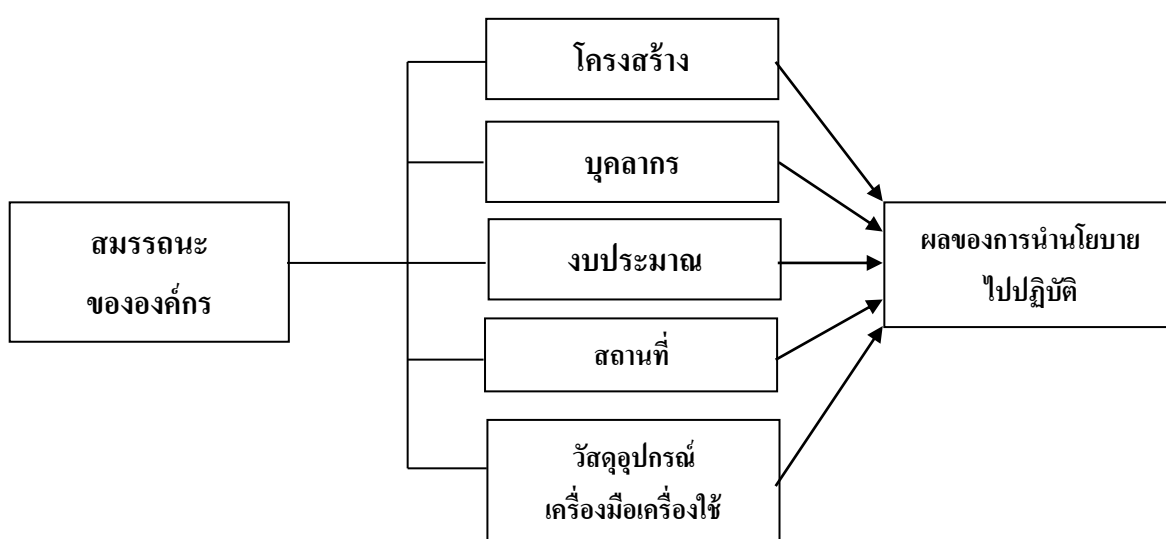 โครงสร้าง
บุคลากร
สมรรถนะ
ขององค์กร
งบประมาณ
ผลของการนำนโยบาย
ไปปฏิบัติ
สถานที่
วัสดุอุปกรณ์
เครื่องมือเครื่องใช้